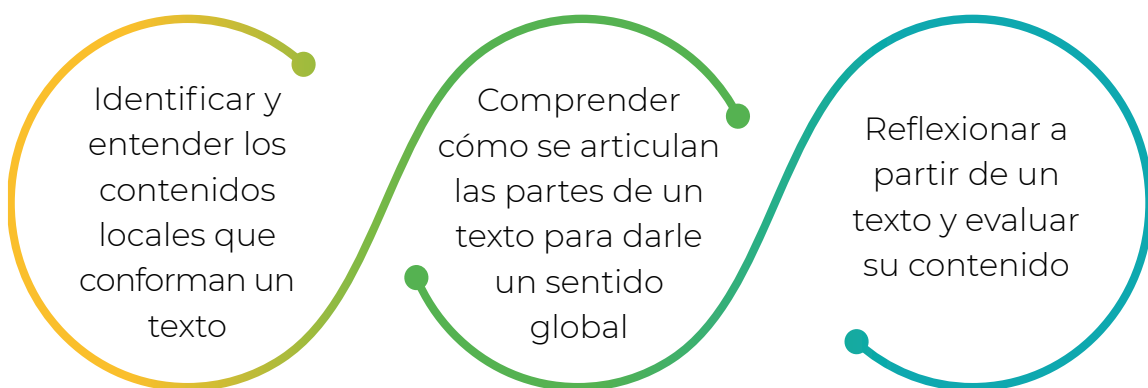 Identificar y
entender los
contenidos
locales que
conforman un
texto
Comprender
cómo se articulan
las partes de un
texto para darle
un sentido
global
Reflexionar a
partir de un
texto y evaluar
su contenido